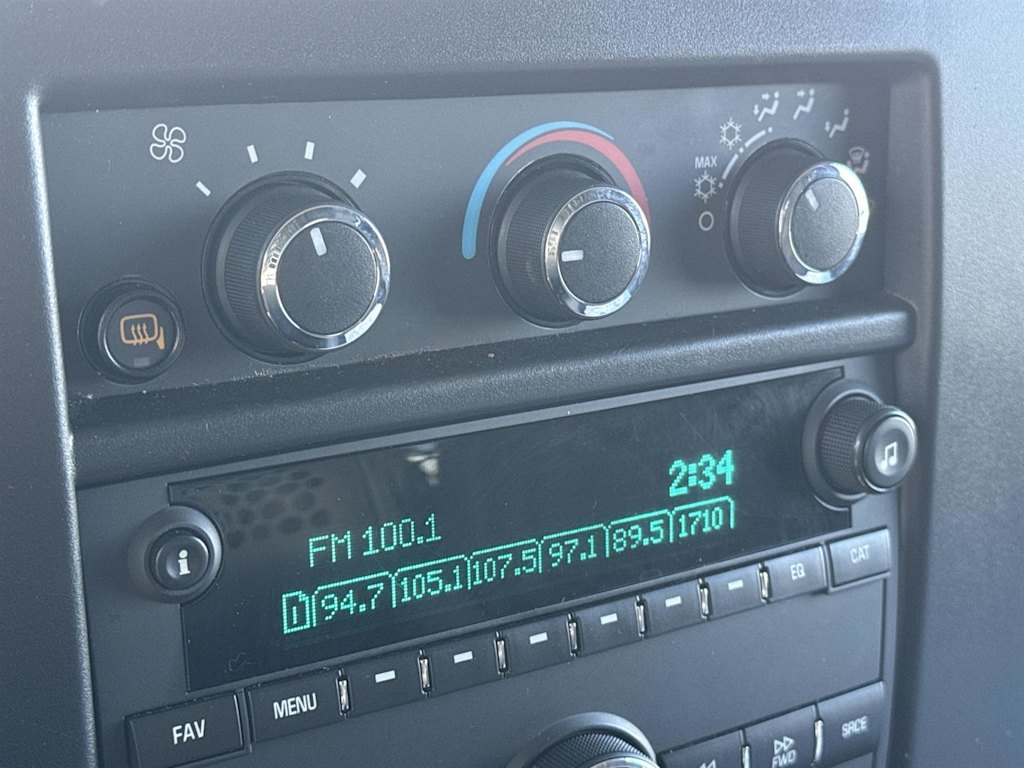 MAX
2:34
FM 100.1
i
D 94.7 105.1 107.5 97.1 89.5 1710
FAV MENU EQ CAT
FWD SRCE